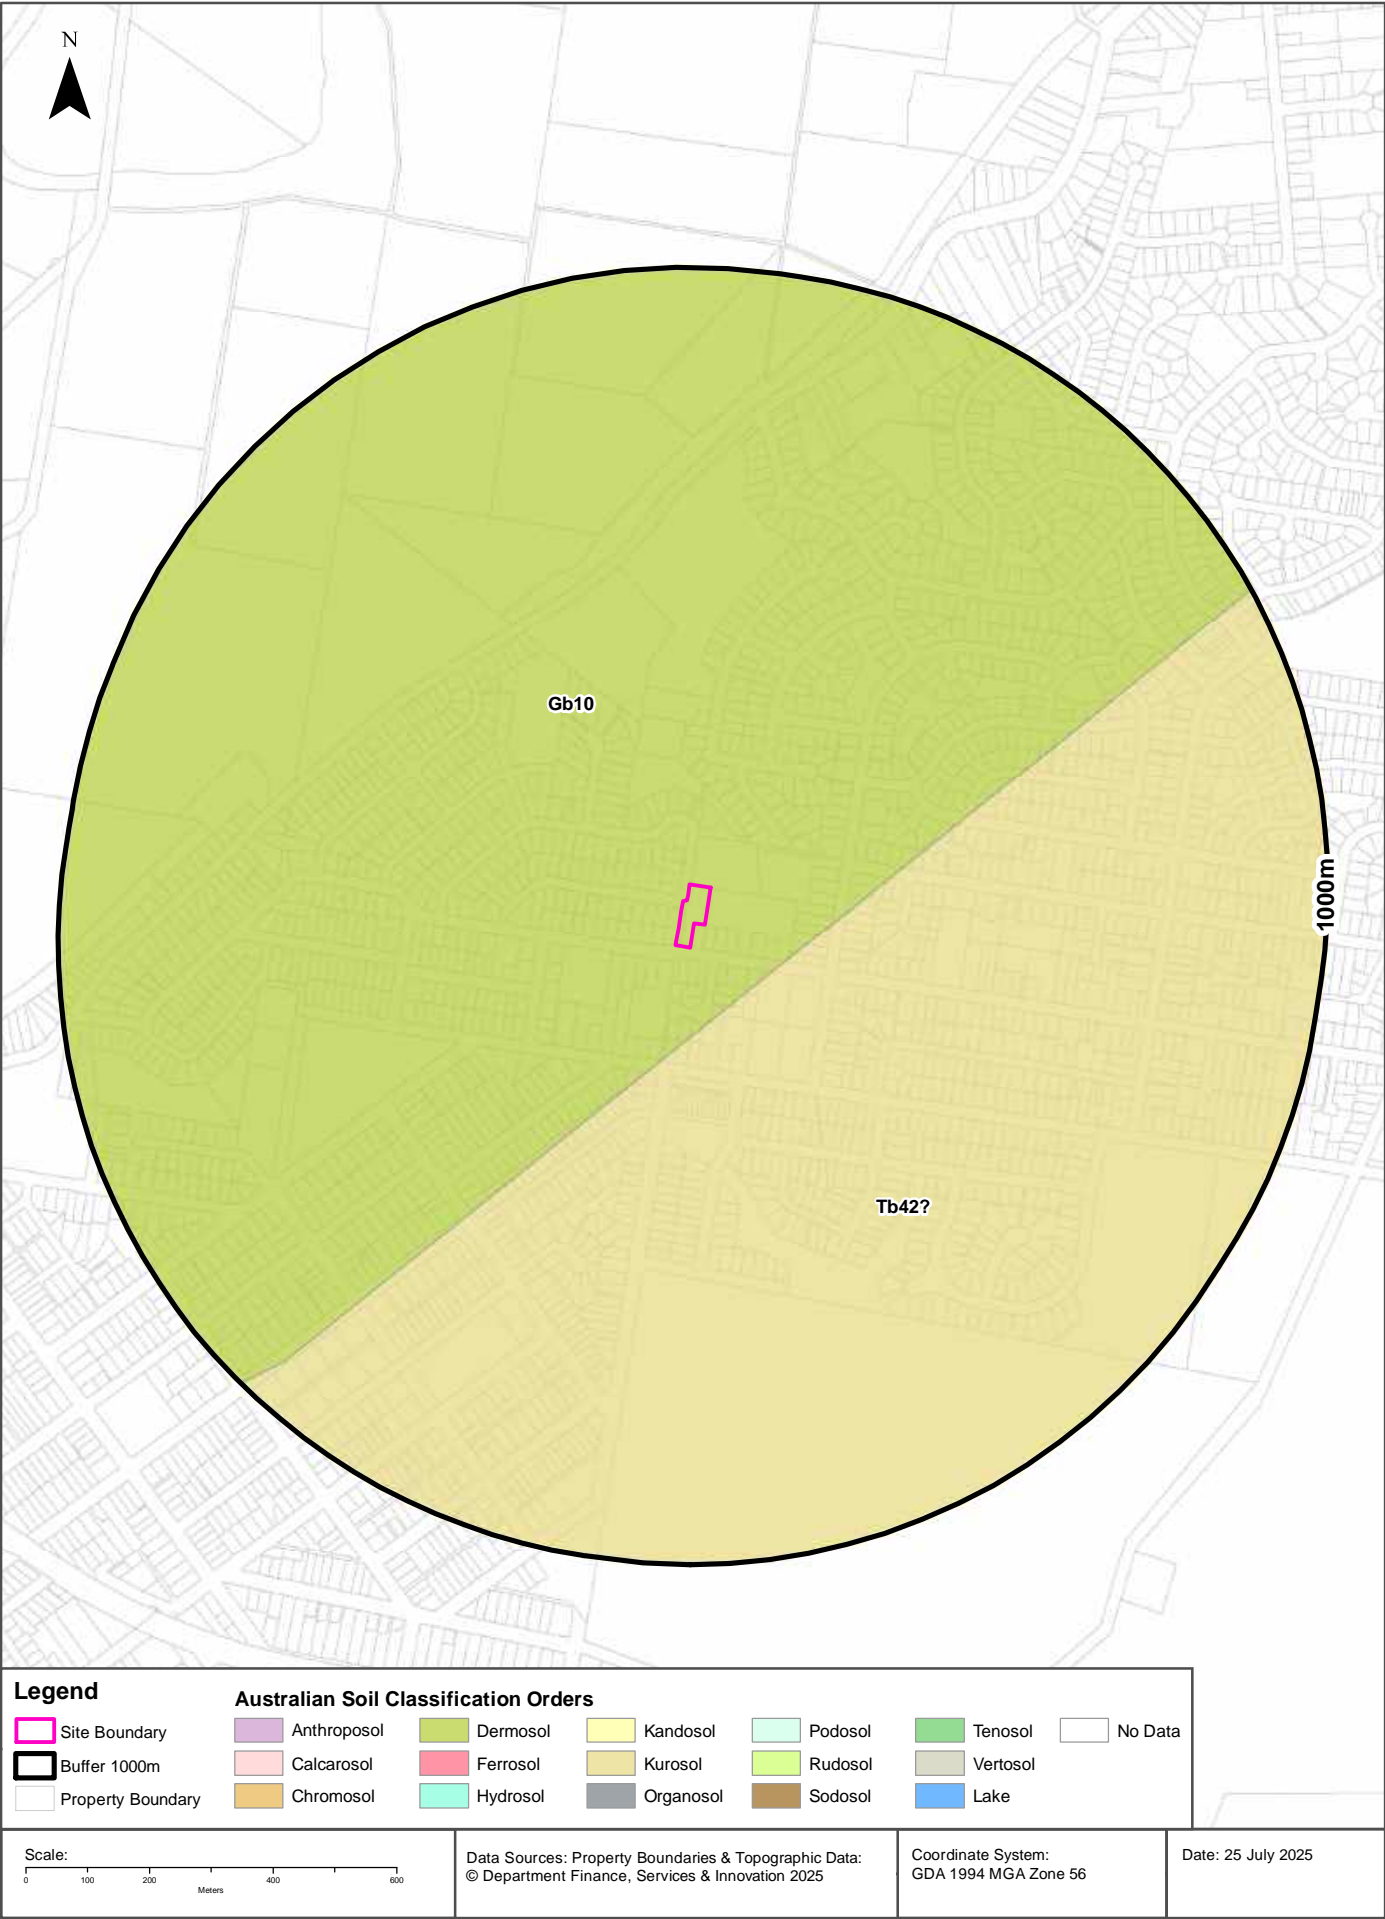 N
Gb10
1000m
Tb42?
Legend
Site Boundary
Buffer 1000m
Property Boundary
Australian Soil Classification Orders
Anthroposol
Calcarosol
Chromosol
Dermosol
Ferrosol
Hydrosol
Kandosol
Kurosol
Organosol
Podosol
Rudosol
Sodosol
Tenosol
Vertosol
Lake
No Data
Scale:
0 100 200 400 600
Meters
Data Sources: Property Boundaries & Topographic Data:
© Department Finance, Services & Innovation 2025
Coordinate System:
GDA 1994 MGA Zone 56
Date: 25 July 2025